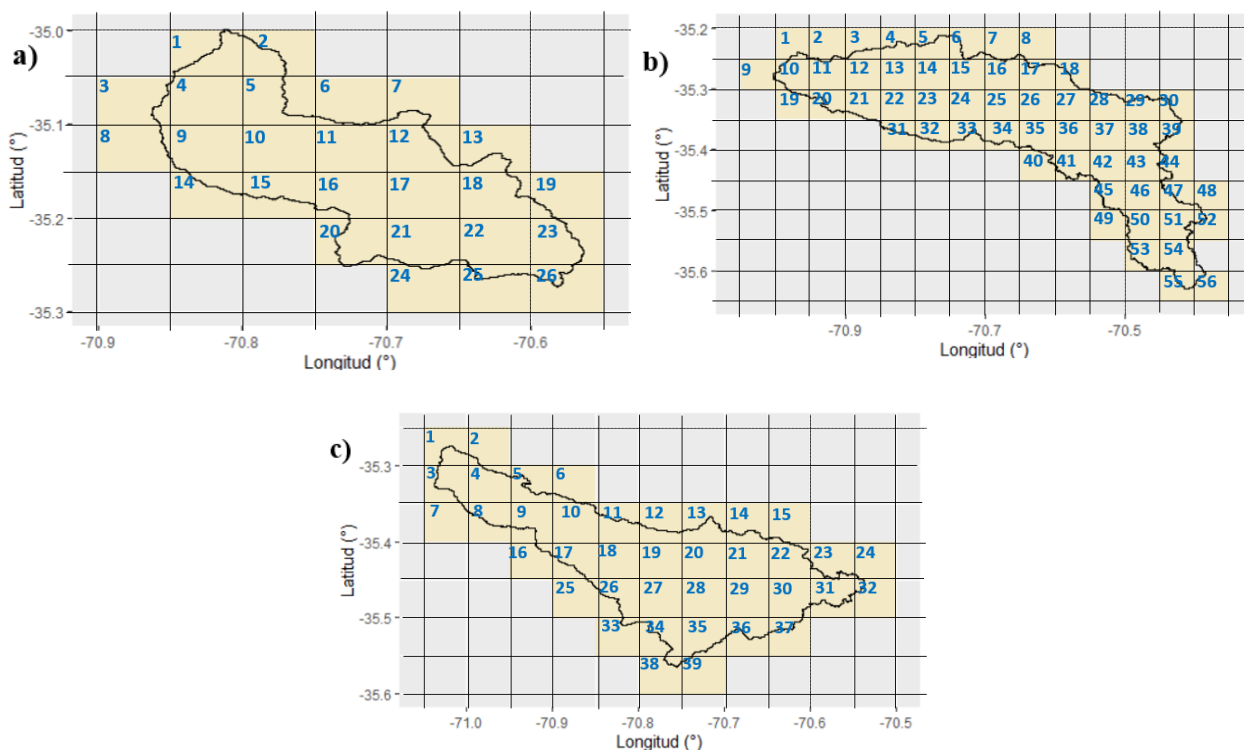 a)
Latitud (°)
-35.0
-35.1
-35.2
-35.3
1 2
3 4 5 6 7
8 9 10 11 12 13
14 15 16 17 18 19
20 21 22 23
24 25 26
-70.9 -70.8 -70.7 -70.6
Longitud (°)
b)
Latitud (°)
-35.2
-35.3
-35.4
-35.5
-35.6
1 2 3 4 5 6 7 8
9 10 11 12 13 14 15 16 17 18
19 20 21 22 23 24 25 26 27 28 29 30
31 32 33 34 35 36 37 38 39
40 41 42 43 44
45 46 47 48
49 50 51 52
53 54
55 56
-70.9 -70.7 -70.5
Longitud (°)
c)
Latitud (°)
-35.3
-35.4
-35.5
-35.6
1 2
3 4 5 6
7 8 9 10 11 12 13 14 15
16 17 18 19 20 21 22 23 24
25 26 27 28 29 30 31 32
33 34 35 36 37
38 39
-71.0 -70.9 -70.8 -70.7 -70.6 -70.5
Longitud (°)